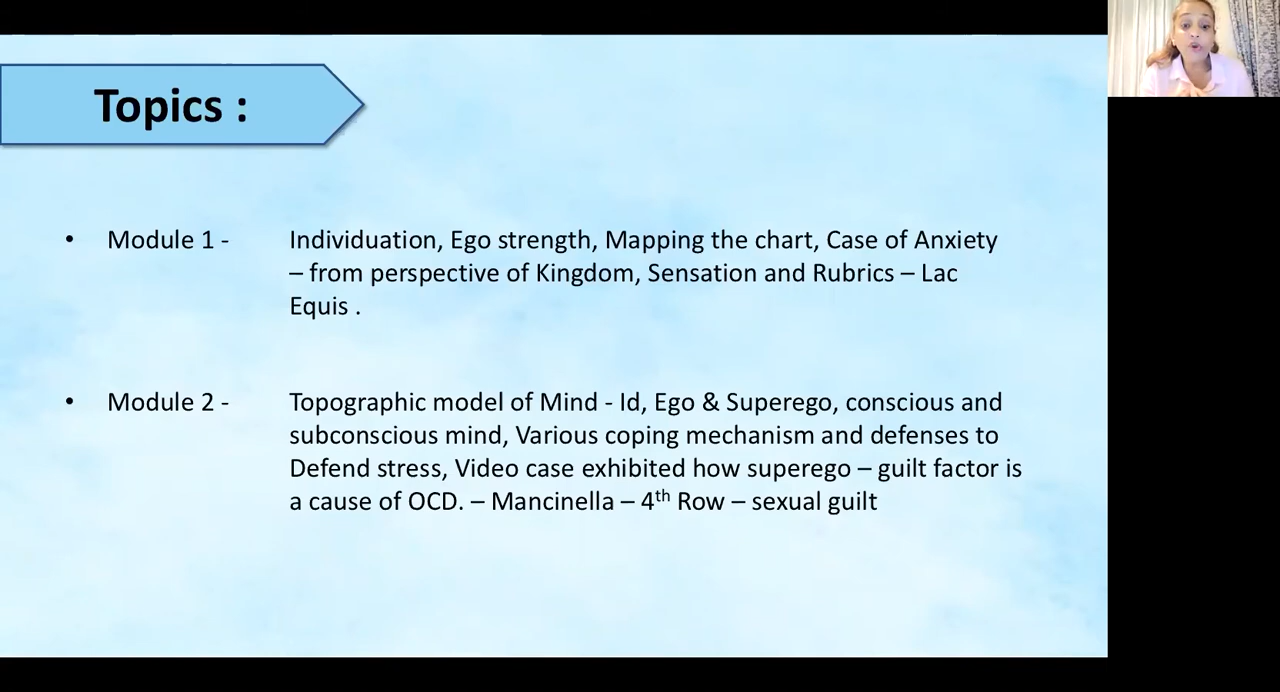 Topics :
• Module 1 - Individuation, Ego strength, Mapping the chart, Case of Anxiety
– from perspective of Kingdom, Sensation and Rubrics – Lac
Equis .
• Module 2 - Topographic model of Mind - Id, Ego & Superego, conscious and
subconscious mind, Various coping mechanism and defenses to
Defend stress, Video case exhibited how superego – guilt factor is
a cause of OCD. – Mancinella – 4th Row – sexual guilt